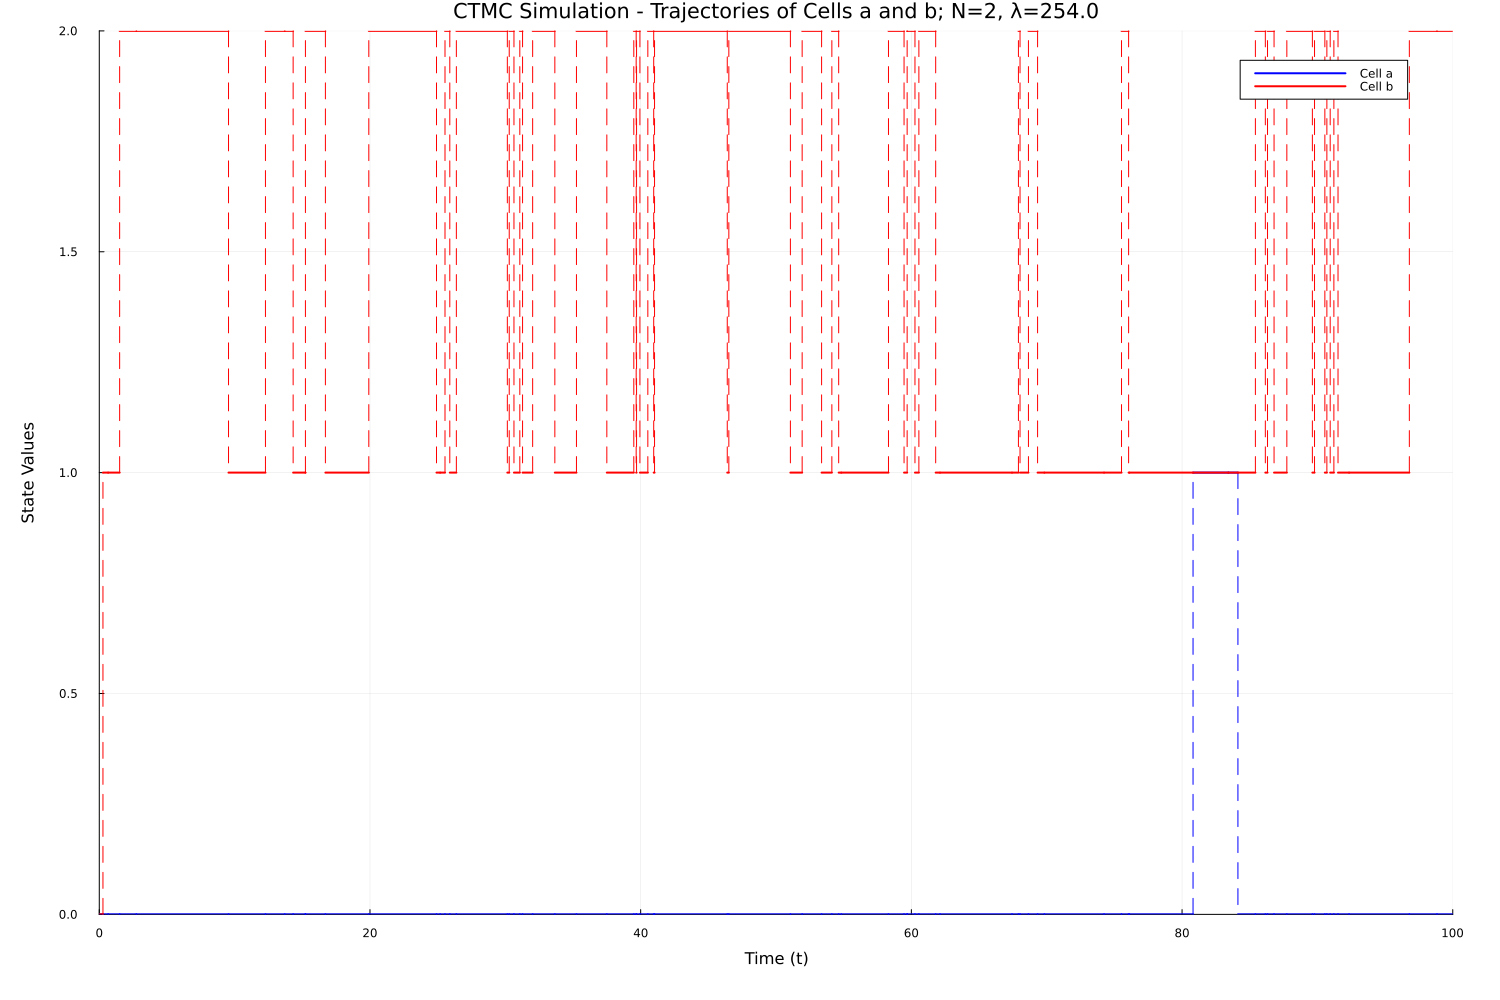 CTMC Simulation - Trajectories of Cells a and b; N=2, λ=254.0
2.0
Cell a
Cell b
1.5
1.0
State Values
0.5
0.0
0 20 40 60 80 100
Time (t)